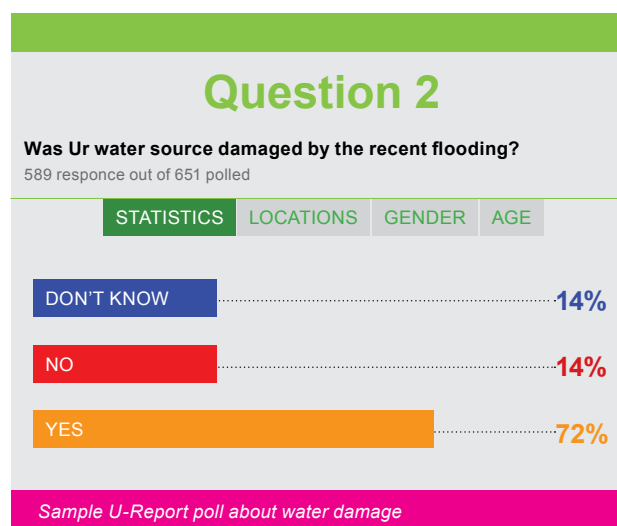 Question 2
Was Ur water source damaged by the recent flooding?
589 responce out of 651 polled
STATISTICS LOCATIONS GENDER AGE
DON'T KNOW 14%
NO 14%
YES 72%
Sample U-Report poll about water damage